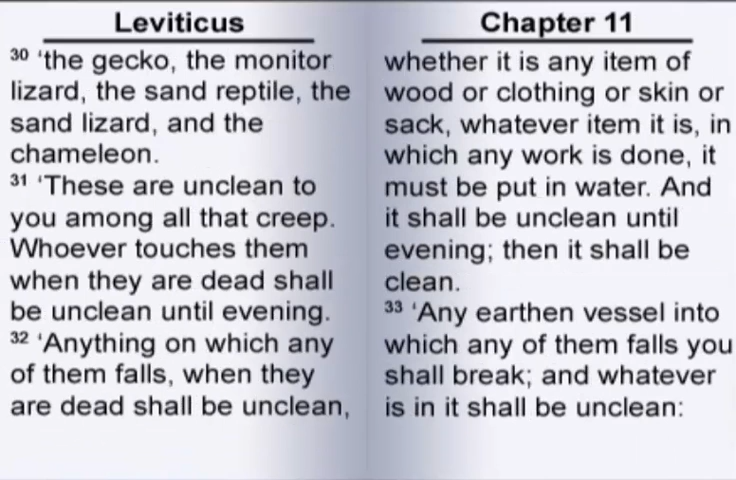 Leviticus
30 ‘the gecko, the monitor
lizard, the sand reptile, the
sand lizard, and the
chameleon.
31 ‘These are unclean to
you among all that creep.
Whoever touches them
when they are dead shall
be unclean until evening.
32 ‘Anything on which any
of them falls, when they
are dead shall be unclean,
Chapter 11
whether it is any item of
wood or clothing or skin or
sack, whatever item it is, in
which any work is done, it
must be put in water. And
it shall be unclean until
evening; then it shall be
clean.
33 ‘Any earthen vessel into
which any of them falls you
shall break; and whatever
is in it shall be unclean: